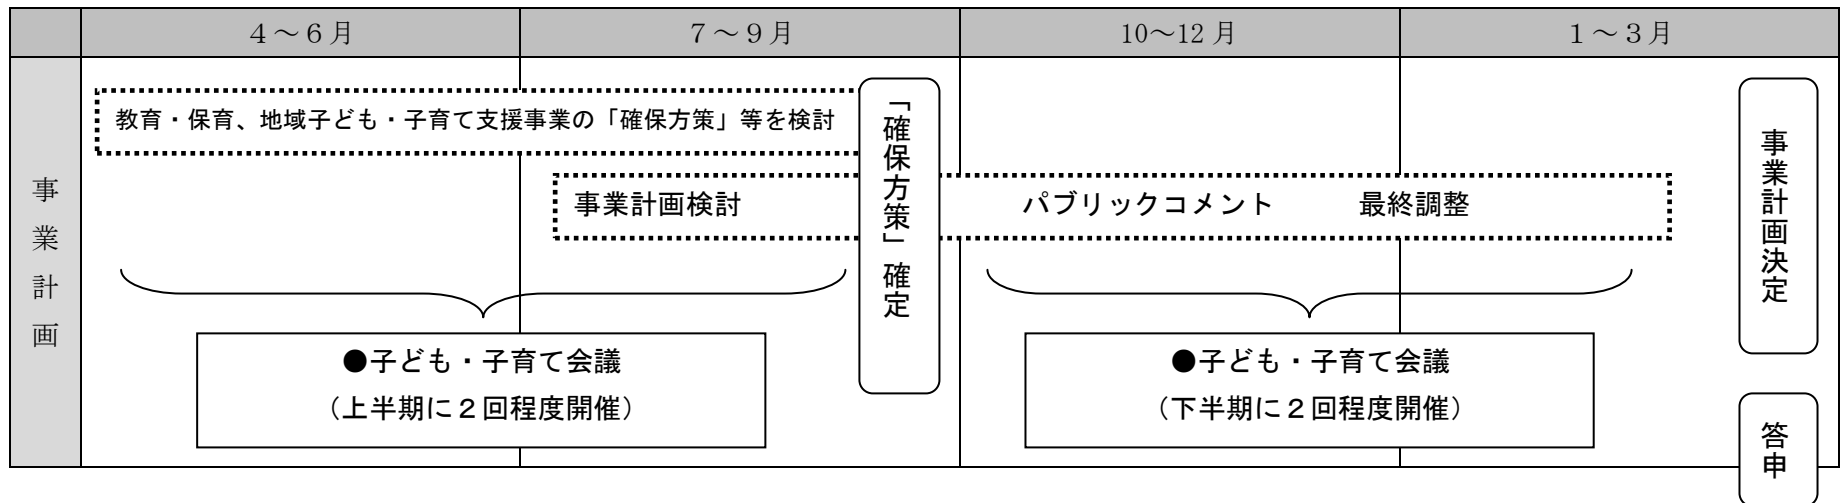 ４～６月
７～９月
10～12 月
１～３月
事業計画
教育・保育、地域子ども・子育て支援事業の「確保方策」等を検討
「確保方策」確定
事業計画検討
パブリックコメント
最終調整
事業計画決定
●子ども・子育て会議
（上半期に２回程度開催）
●子ども・子育て会議
（下半期に２回程度開催）
答申